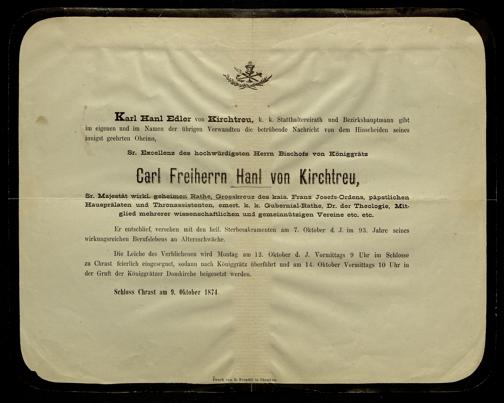 Karl Hanl Edler von Kirchtreu, k. k. Statthaltereirath und Bezirkshauptmann gibt
im eigenen und im Namen der übrigen Verwandten die betrübende Nachricht von dem Hinscheiden seines
innigst geehrten Oheims,
Sr. Excellenz des hochwürdigsten Herrn Bischofs von Königgrätz
Carl Freiherrn Hanl von Kirchtreu,
Sr. Majestät wirkl. geheimen Raths, Grosskreuz des kais. Franz Josefs-Ordens, päpstlichen
Hausprälaten und Thronassistenten, emert. k. k. Gubernial-Raths, Dr. der Theologie, Mit-
glied mehrerer wissenschaftlichen und gemeinnützigen Vereine etc. etc.
Er entschlief, versehen mit den heil. Sterbesakramenten am 7. Oktober d. J. im 93. Jahre seines
wirkungsreichen Berufslebens an Altersschwäche.
Die Leiche des Verblichenen wird Montag am 12. Oktober d. J. Vormittags 9 Uhr im Schlosse
zu Chrast feierlich eingesegnet, sodann nach Königgrätz überführt und am 14. Oktober Vormittags 10 Uhr in
der Gruft der Königgrätzer Domkirche beigesetzt werden.
Schloss Chrast am 9. Oktober 1874.
Druck von